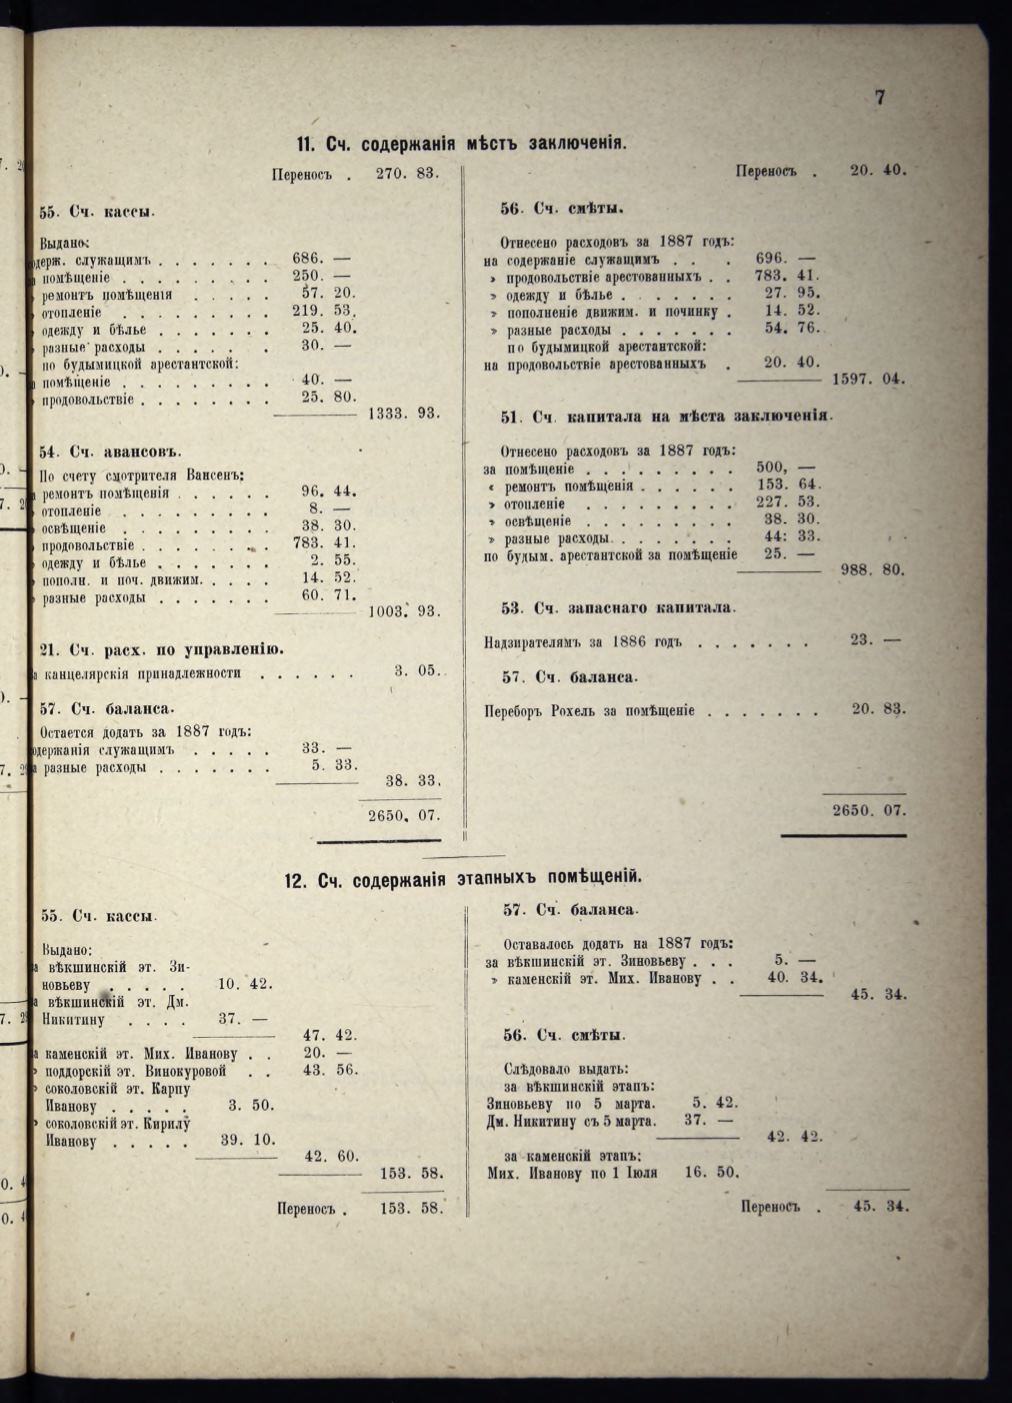 7
11. Сч. содержанія мѣстъ заключенія.
Переносъ . 270. 83.
55. Сч. кассы.
Выдано:
держ. служащимъ . . . . . . . 686. —
помѣщеніе . . . . . . . . . 250. —
ремонтъ помѣщенія . . . . . 57. 20.
отопленіе . . . . . . . . . 219. 53.
одежду и бѣлье . . . . . . . 25. 40.
разные расходы . . . . . . 30. —
по будымицкой арестантской:
помѣщеніе . . . . . . . . . 40. —
продовольствіе . . . . . . . . 25. 80.
1333. 93.
54. Сч. авансовъ.
По счету смотрителя Вансенъ:
ремонтъ помѣщенія . . . . . . 96. 44.
отопленіе . . . . . . . . . 8. —
освѣщеніе . . . . . . . . . 38. 30.
продовольствіе . . . . . . . . 783. 41.
одежду и бѣлье . . . . . . . 2. 55.
пополн. и поч. движим. . . . . 14. 52.
разные расходы . . . . . . . 60. 71.
1003. 93.
21. Сч. расх. по управленію.
канцелярскія принадлежности . . . . . . 3. 05.
57. Сч. баланса.
Остается додать за 1887 годъ:
одержанія служащимъ . . . . . 33. —
разные расходы . . . . . . . 5. 33.
38. 33.
2650. 07.
Переносъ . 20. 40.
56. Сч. смѣты.
Отнесено расходовъ за 1887 годъ:
на содержаніе служащимъ . . . 696. —
» продовольствіе арестованныхъ . . 783. 41.
» одежду и бѣлье . . . . . . . 27. 95.
» пополненіе движим. и починку . 14. 52.
» разные расходы . . . . . . . 54. 76.
по будымицкой арестантской:
на продовольствіе арестованныхъ . 20. 40.
1597. 04.
51. Сч. капитала на мѣста заключенія.
Отнесено расходовъ за 1887 годъ:
за помѣщеніе . . . . . . . . . 500, —
« ремонтъ помѣщенія . . . . . . 153. 64.
» отопленіе . . . . . . . . . 227. 53.
» освѣщеніе . . . . . . . . . 38. 30.
» разные расходы . . . . . . . . 44: 33.
по будым. арестантской за помѣщеніе 25. —
988. 80.
53. Сч. запаснаго капитала.
Надзирателямъ за 1886 годъ . . . . . . . 23. —
57. Сч. баланса.
Переборъ Рохель за помѣщеніе . . . . . . . 20. 83.
2650. 07.
12. Сч. содержанія этапныхъ помѣщеній.
55. Сч. кассы.
Выдано:
вѣкшинскій эт. Зи-
новьеву . . . . . 10. 42.
вѣкшинскій эт. Дм.
Никитину . . . . 37. —
47. 42.
каменскій эт. Мих. Иванову . . 20. —
» поддорскій эт. Винокуровой . . 43. 56.
» соколовскій эт. Карпу
Иванову . . . . . 3. 50.
» соколовскій эт. Кирилу
Иванову . . . . . 39. 10.
42. 60.
153. 58.
Переносъ . 153. 58.
57. Сч. баланса.
Оставалось додать на 1887 годъ:
за вѣкшинскій эт. Зиновьеву . . . 5. —
» каменскій эт. Мих. Иванову . . 40. 34.
45. 34.
56. Сч. смѣты.
Слѣдовало выдать:
за вѣкшинскій этапъ:
Зиновьеву по 5 марта. 5. 42.
Дм. Никитину съ 5 марта. 37. —
42. 42.
за каменскій этапъ:
Мих. Иванову по 1 Іюля 16. 50.
Переносъ . 45. 34.